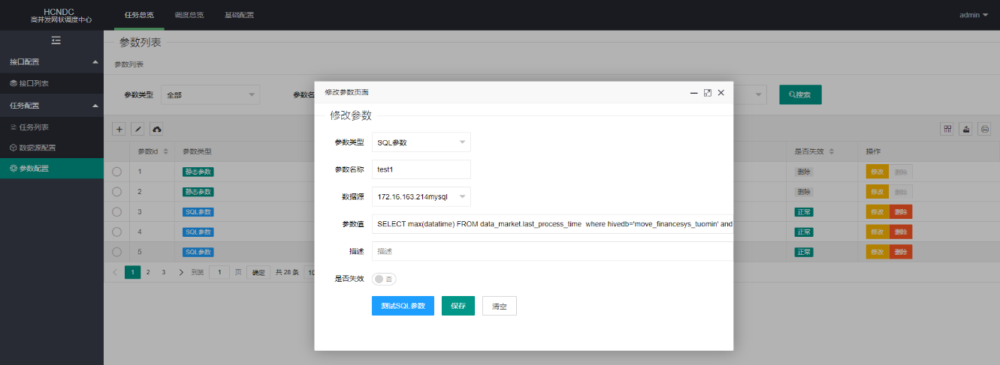 HCNDC
高并发网状调度中心
任务总览
调度总览
基础配置
admin
接口配置
接口列表
任务配置
任务列表
数据源配置
参数配置
参数列表
参数列表
参数类型
全部
参数名
搜索
参数id
参数类型
是否失效
操作
1
静态参数
删除
修改
删除
2
静态参数
删除
修改
删除
3
SQL参数
正常
修改
删除
4
SQL参数
正常
修改
删除
5
SQL参数
正常
修改
删除
1
2
3
到第
1
页
确定
共 28 条
10
修改参数页面
修改参数
参数类型
SQL参数
参数名称
test1
数据源
172.16.163.214mysql
参数值
SELECT max(datatime) FROM data_market.last_process_time where hivedb='move_financesys_tuomin' and
描述
描述
是否失效
否
测试SQL参数
保存
清空